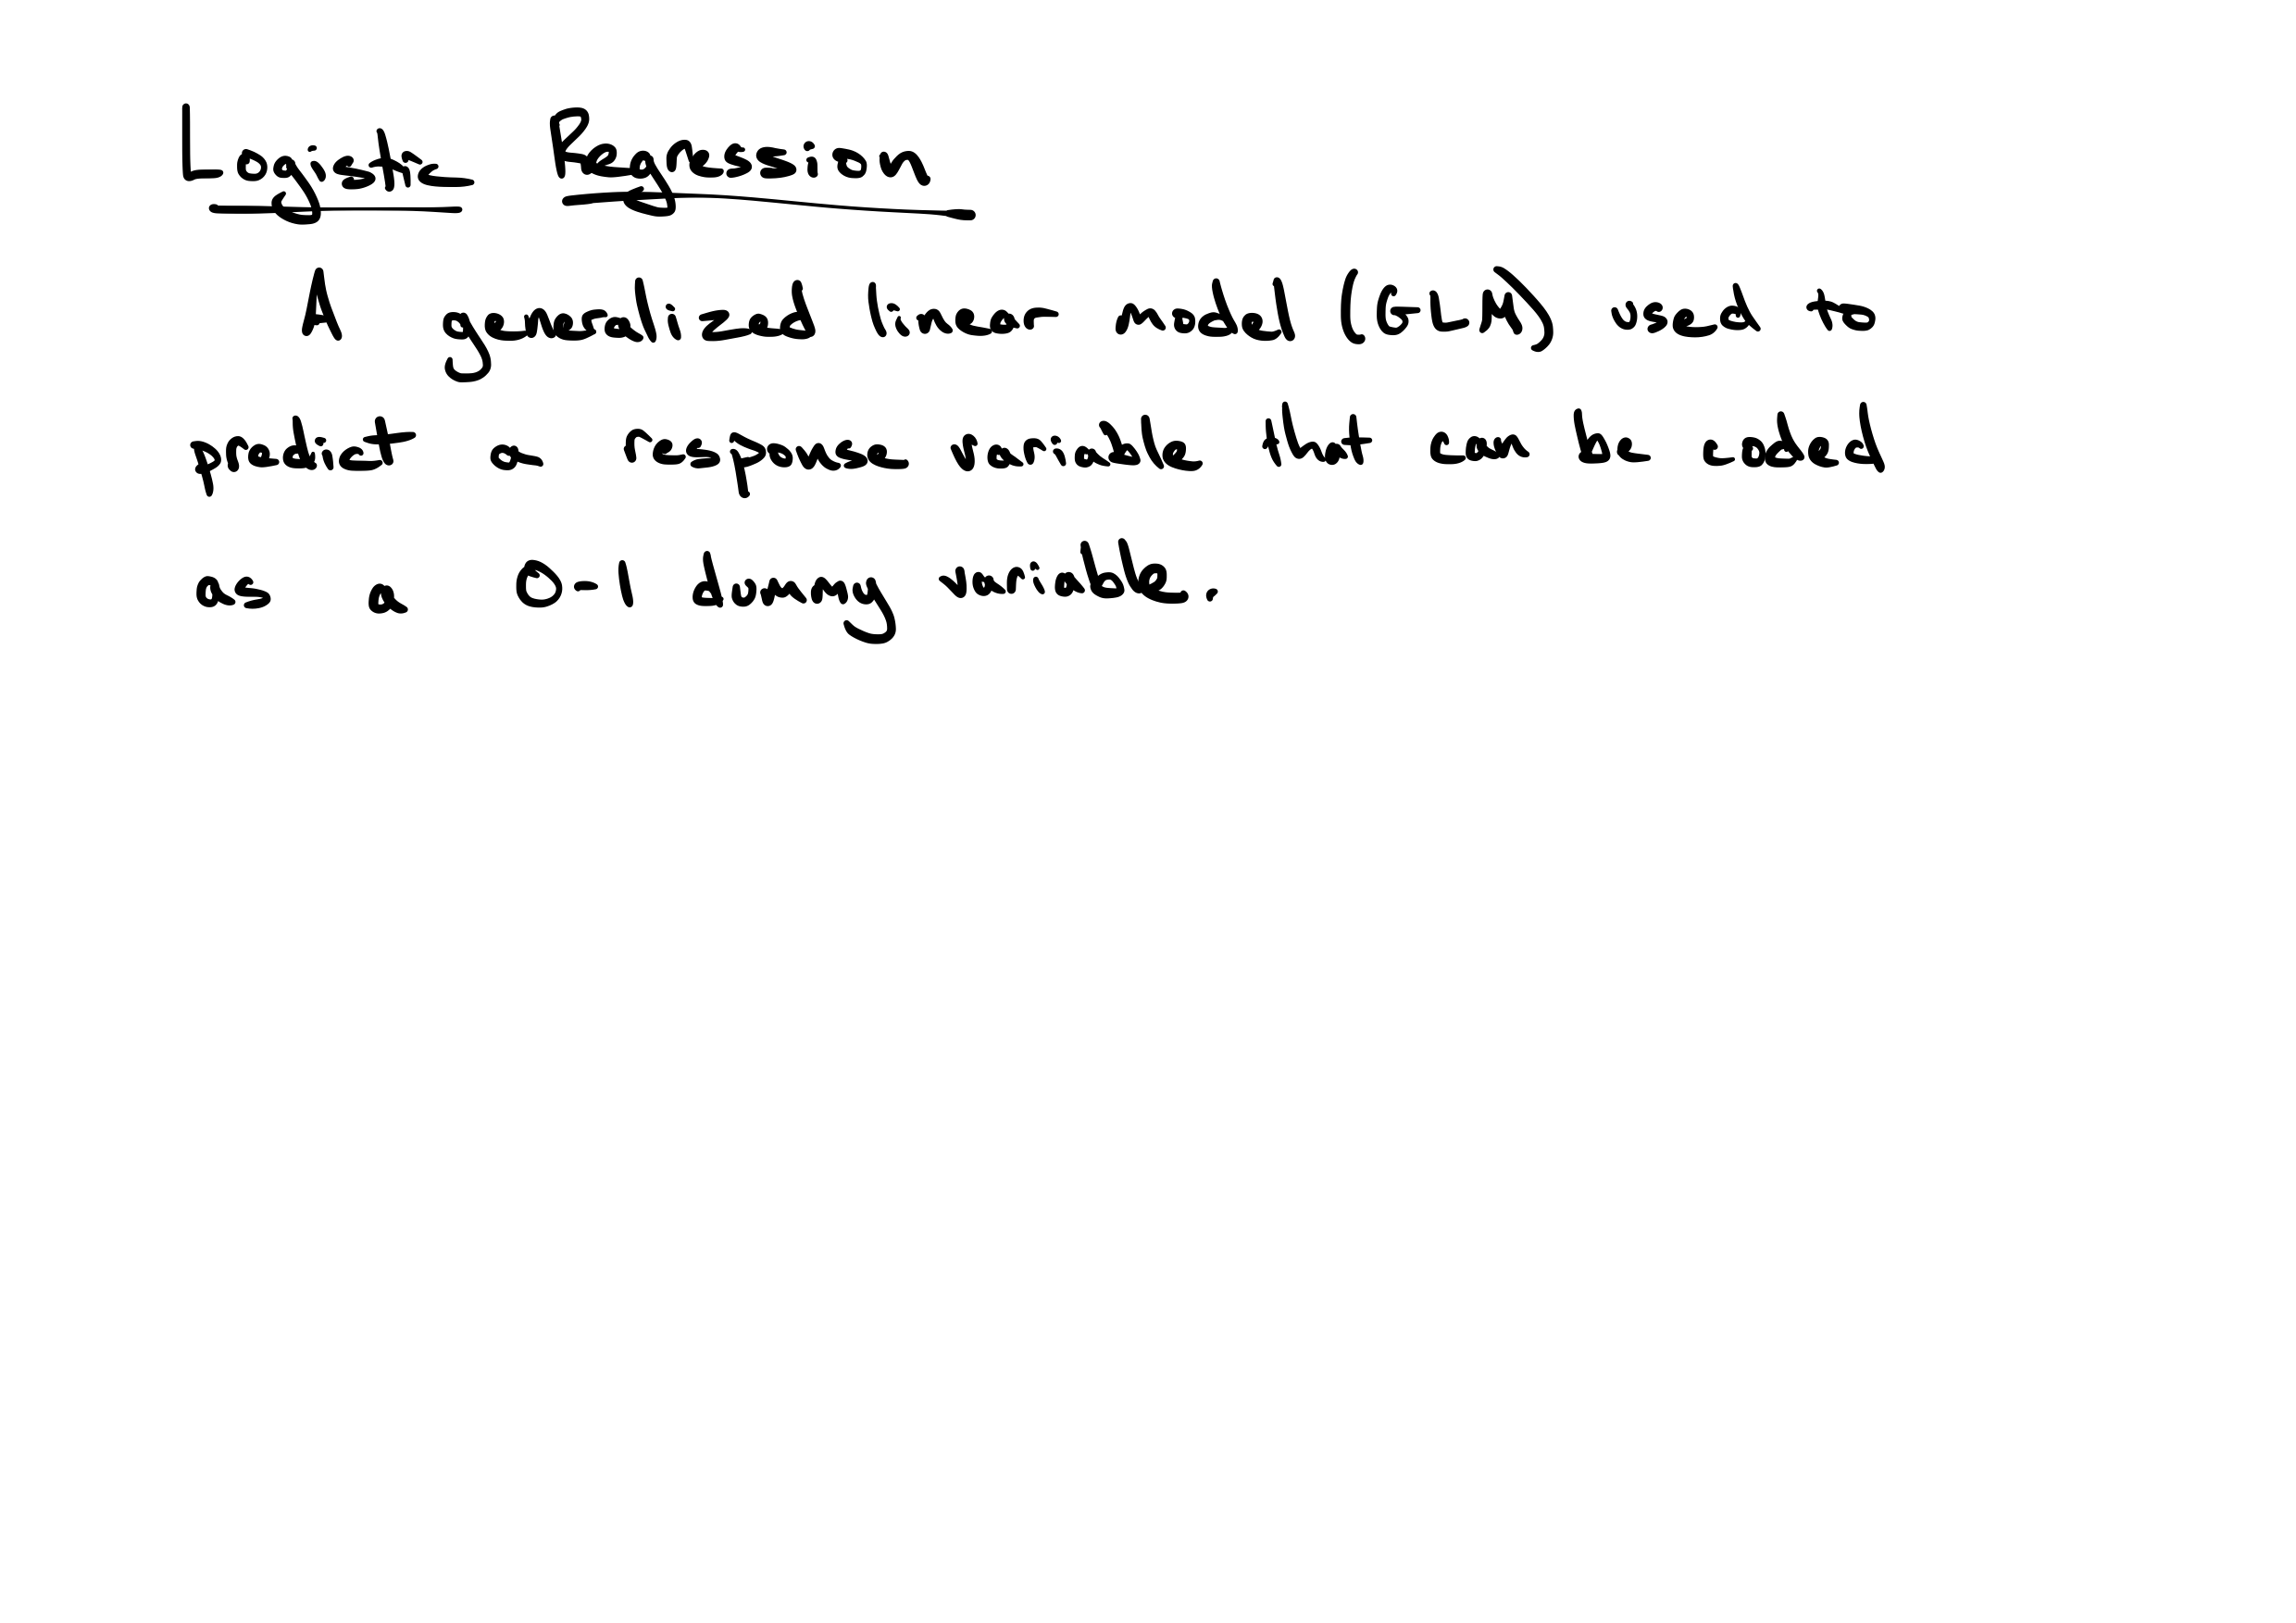 Logistic Regression
A generalized linear model (GLM) used to
predict a response variable that can be coded
as a 0-1 dummy variable.